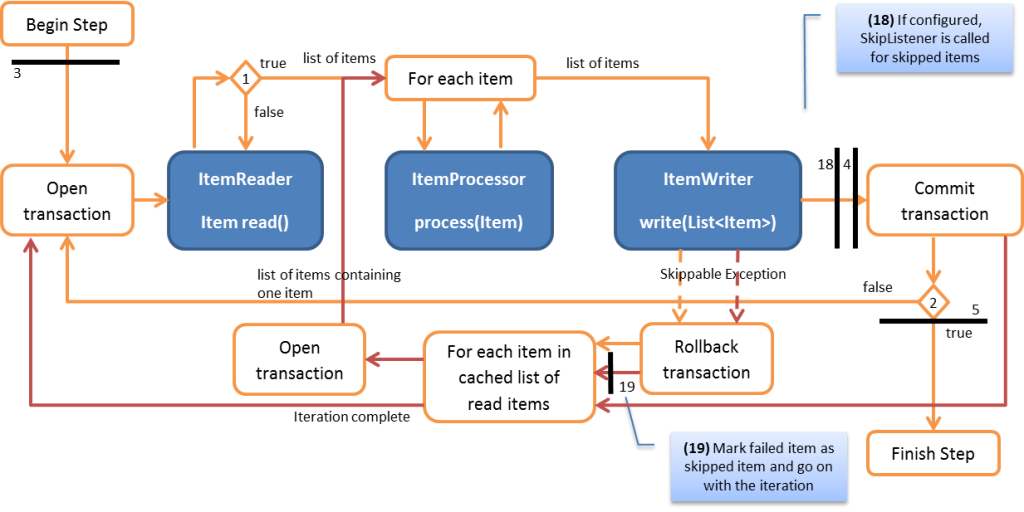 Begin Step
3
(18) If configured,
SkipListener is called
for skipped items
1
true
false
list of items
For each item
list of items
Open
transaction
ItemReader
Item read()
ItemProcessor
process(Item)
ItemWriter
write(List<Item>)
18
4
Commit
transaction
list of items containing
one item
Skippable Exception
false
2
5
true
Open
transaction
For each item in
cached list of
read items
Rollback
transaction
19
Iteration complete
(19) Mark failed item as
skipped item and go on
with the iteration
Finish Step